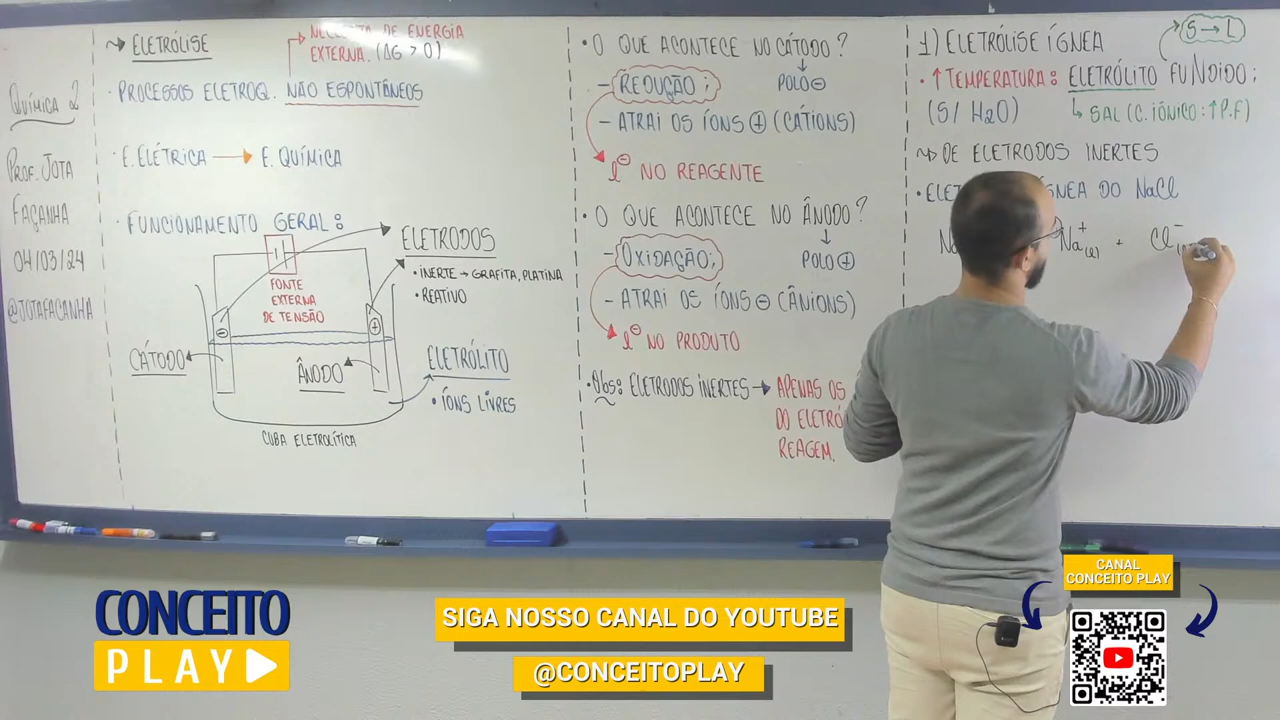 QUÍMICA 2
PROF. JOTA
FAÇANHA
04/03/24
@JOTAFAÇANHA
ELETRÓLISE
NECESSITA DE ENERGIA
EXTERNA. (ΔG > 0)
• PROCESSOS ELETROQ. NÃO ESPONTÂNEOS
• E. ELÉTRICA → E. QUÍMICA
• FUNCIONAMENTO GERAL:
FONTE
EXTERNA
DE TENSÃO
ELETRODOS
• INERTE → GRAFITA, PLATINA
• REATIVO
⊖
⊕
CÁTODO
ÂNODO
ELETRÓLITO
• ÍONS LIVRES
CUBA ELETROLÍTICA
• O QUE ACONTECE NO CÁTODO?
POLO ⊖
– REDUÇÃO;
– ATRAI OS ÍONS ⊕ (CÁTIONS)
l⊖ NO REAGENTE
• O QUE ACONTECE NO ÂNODO?
POLO ⊕
– OXIDAÇÃO;
– ATRAI OS ÍONS ⊖ (ÂNIONS)
l⊖ NO PRODUTO
• Obs: ELETRODOS INERTES → APENAS OS
DO ELETRÓ
REAGEM.
S → L
1) ELETRÓLISE ÍGNEA
• ↑ TEMPERATURA: ELETRÓLITO FUNDIDO;
(S/ H2O) ↳ SAL (C. IÔNICO: ↑P.F)
DE ELETRODOS INERTES
• ELET ÍGNEA DO NaCl
Na Na+(l) + Cl–
CONCEITO
PLAY
SIGA NOSSO CANAL DO YOUTUBE
@CONCEITOPLAY
CANAL
CONCEITO PLAY